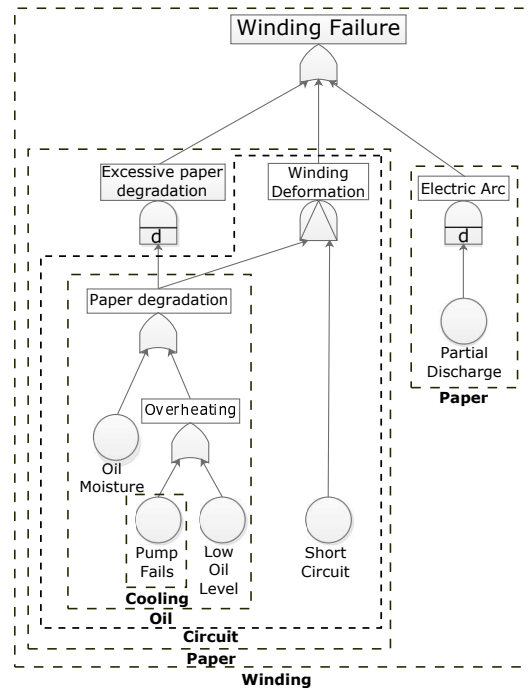 Winding Failure
Excessive paper
degradation
Winding
Deformation
Electric Arc
d
d
Paper degradation
Partial
Discharge
Paper
Overheating
Oil
Moisture
Pump
Fails
Low
Oil
Level
Short
Circuit
Cooling
Oil
Circuit
Paper
Winding